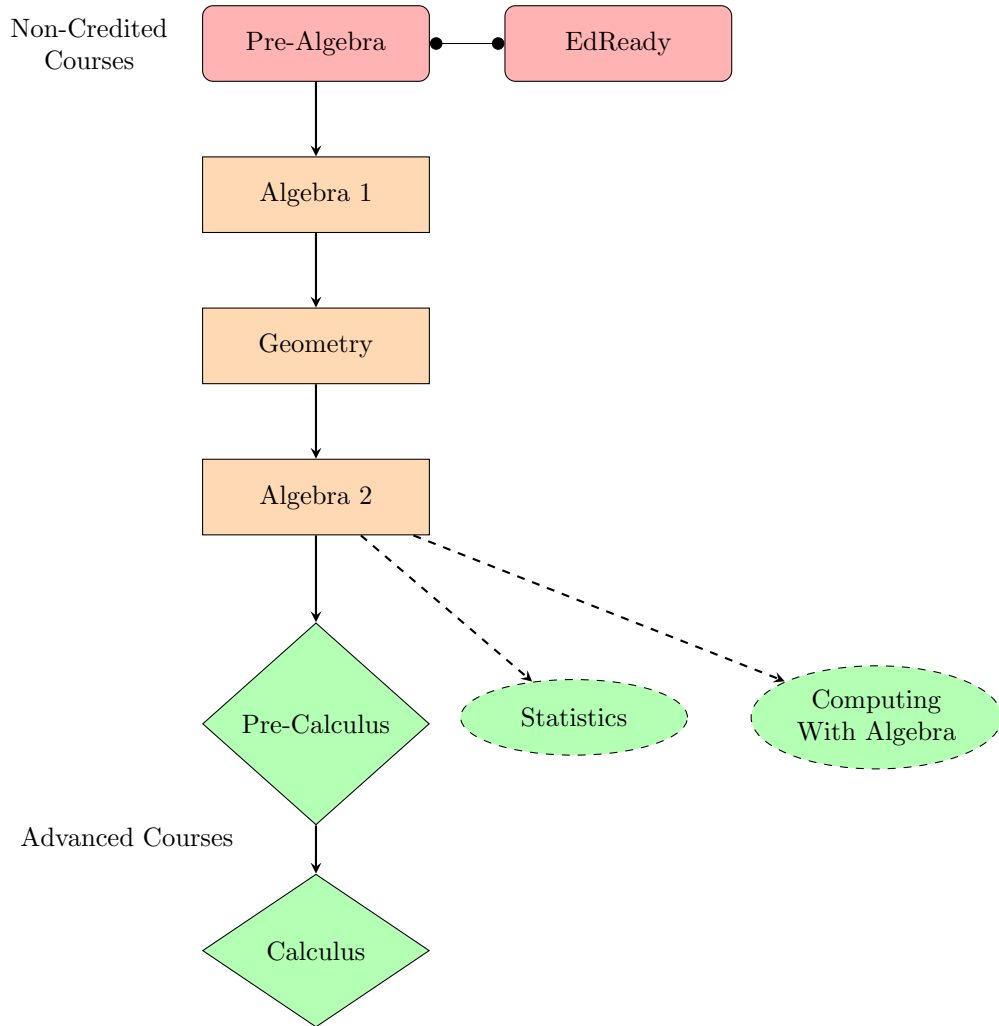 Non-Credited
Courses
Pre-Algebra
EdReady
Algebra 1
Geometry
Algebra 2
Pre-Calculus
Statistics
Computing
With Algebra
Advanced Courses
Calculus